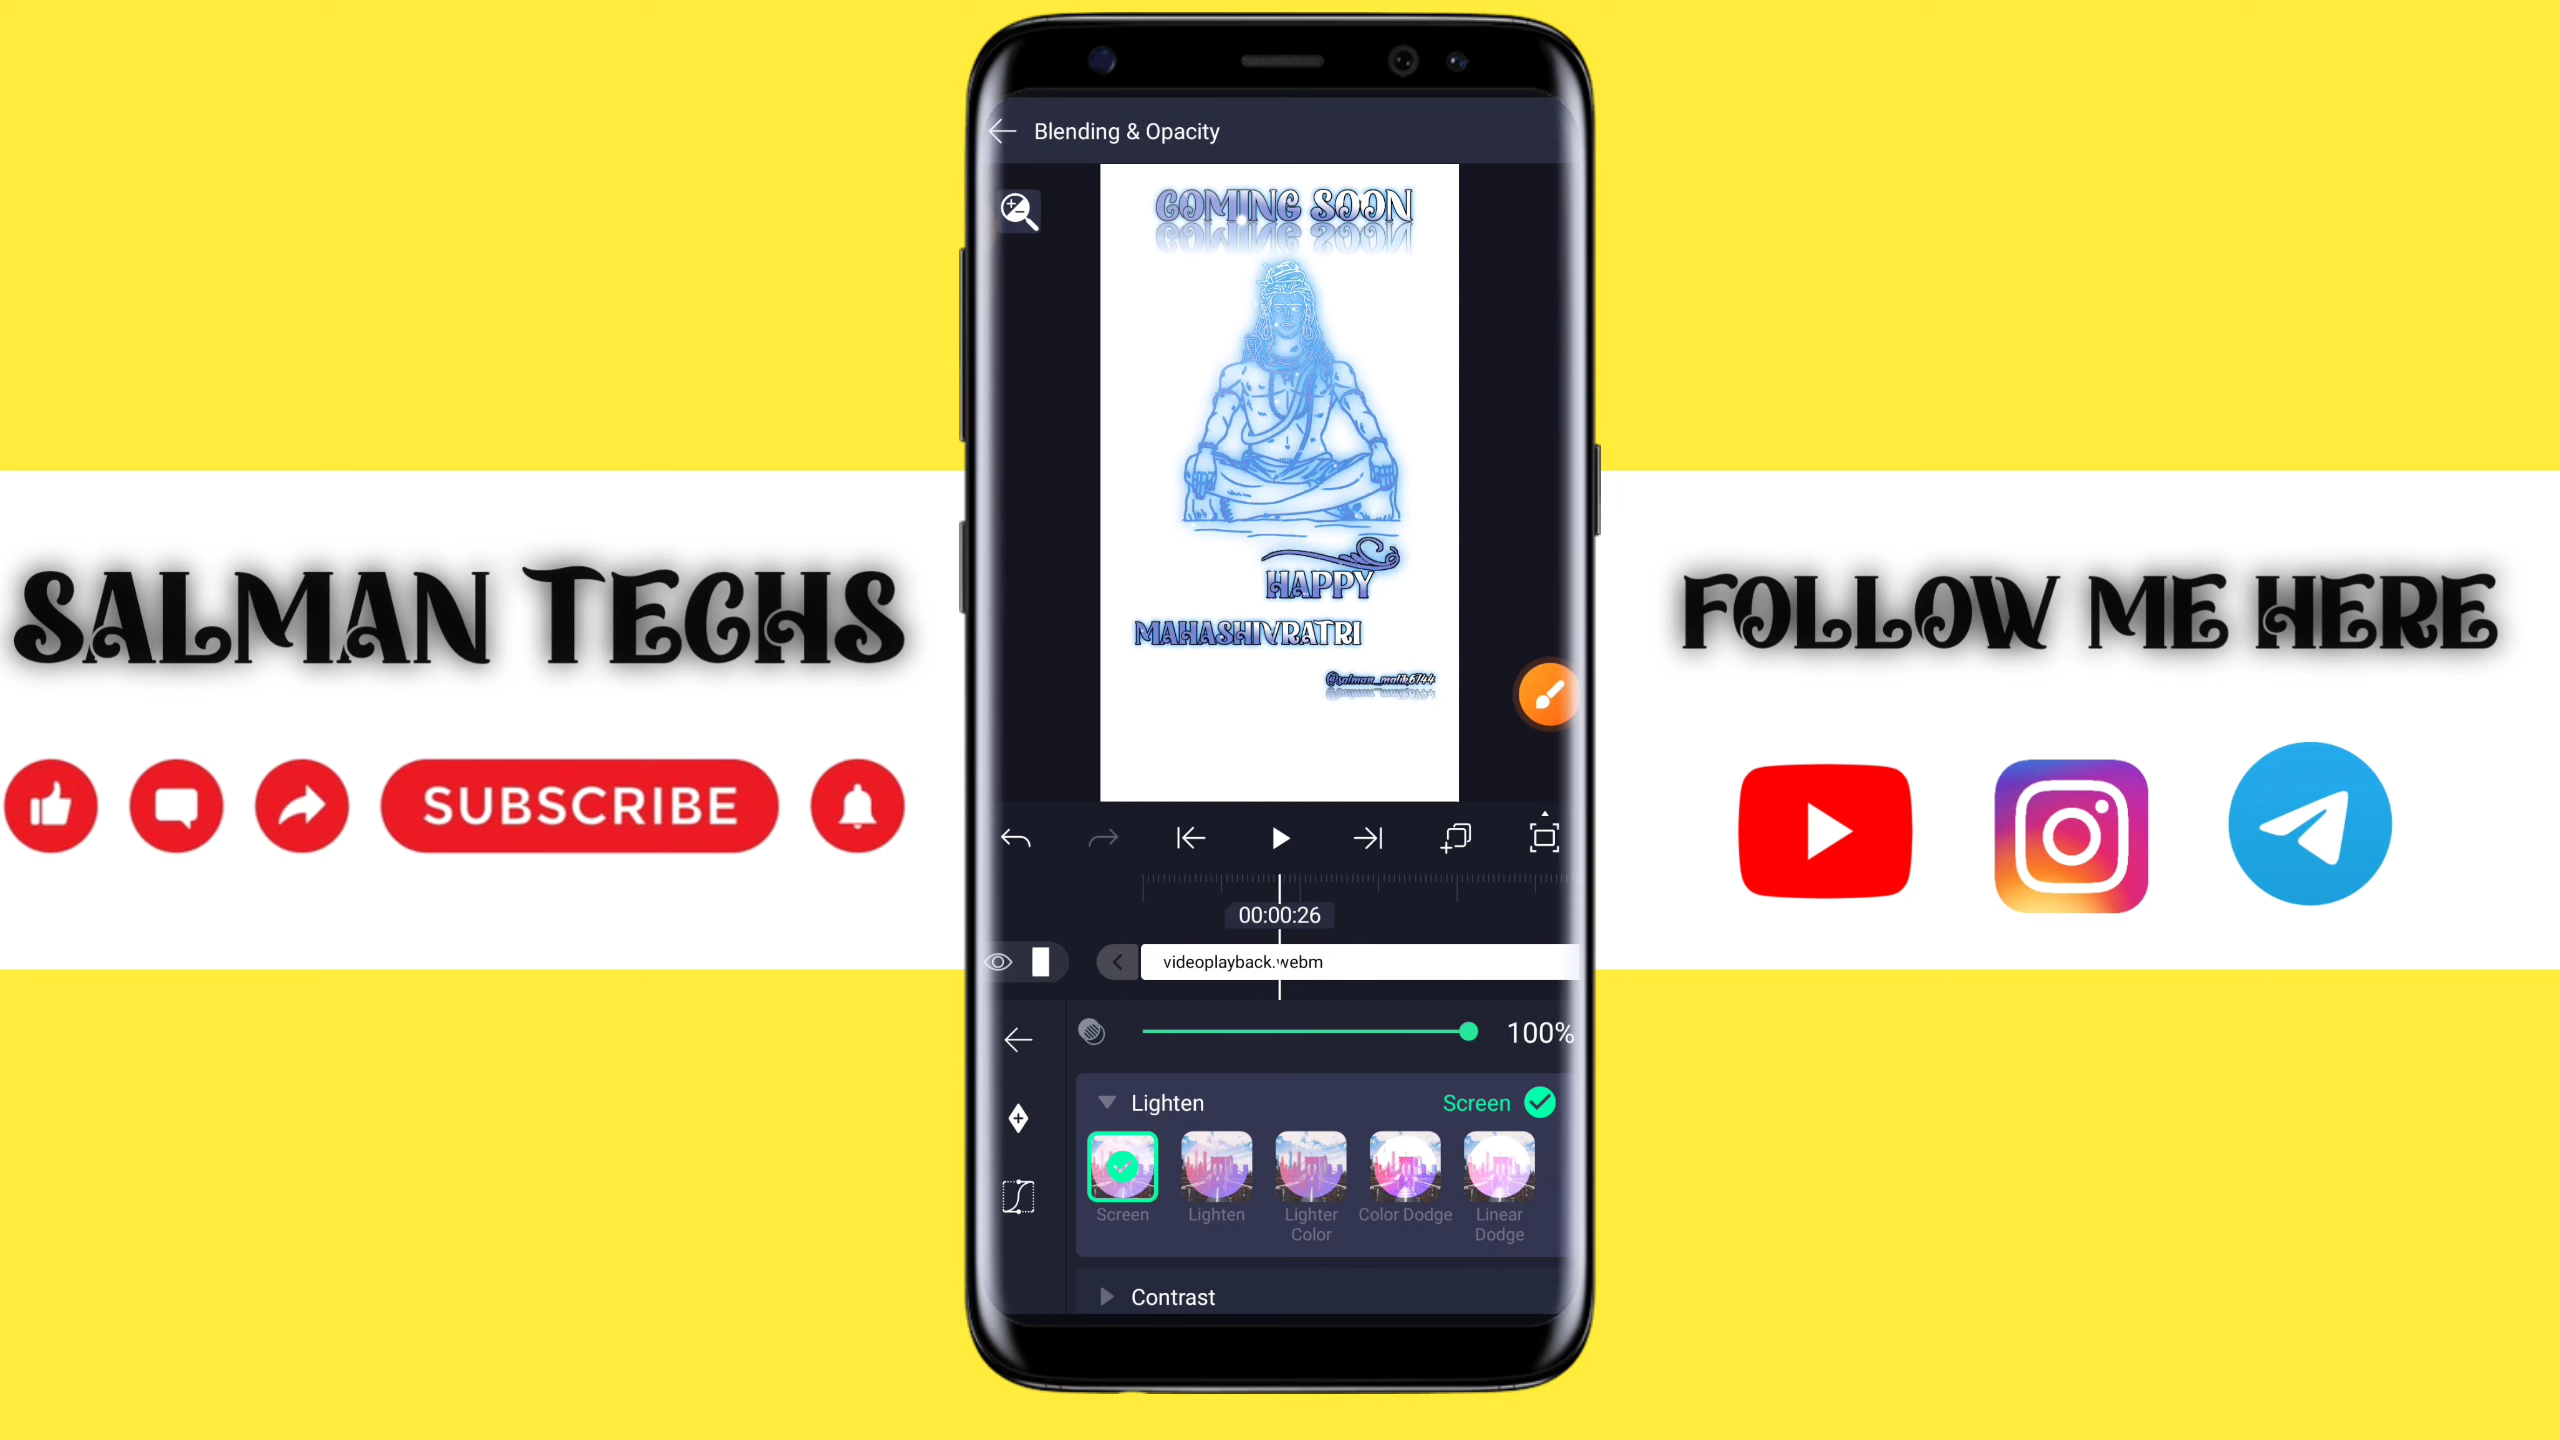 Blending & Opacity
COMING SOON
HAPPY
MAHASHIVRATRI
@salman_malik6744
SALMAN TECHS
SUBSCRIBE
FOLLOW ME HERE
00:00:26
videoplayback.webm
100%
Lighten
Screen
Screen
Lighten
Lighter
Color
Color Dodge
Linear
Dodge
Contrast